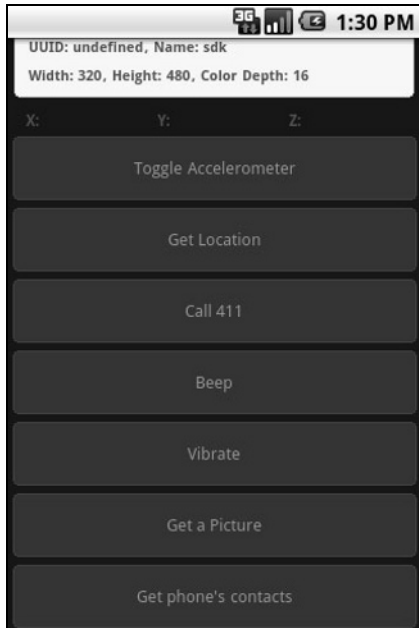 3G 1:30 PM
UUID: undefined, Name: sdk
Width: 320, Height: 480, Color Depth: 16
X: Y: Z:
Toggle Accelerometer
Get Location
Call 411
Beep
Vibrate
Get a Picture
Get phone's contacts